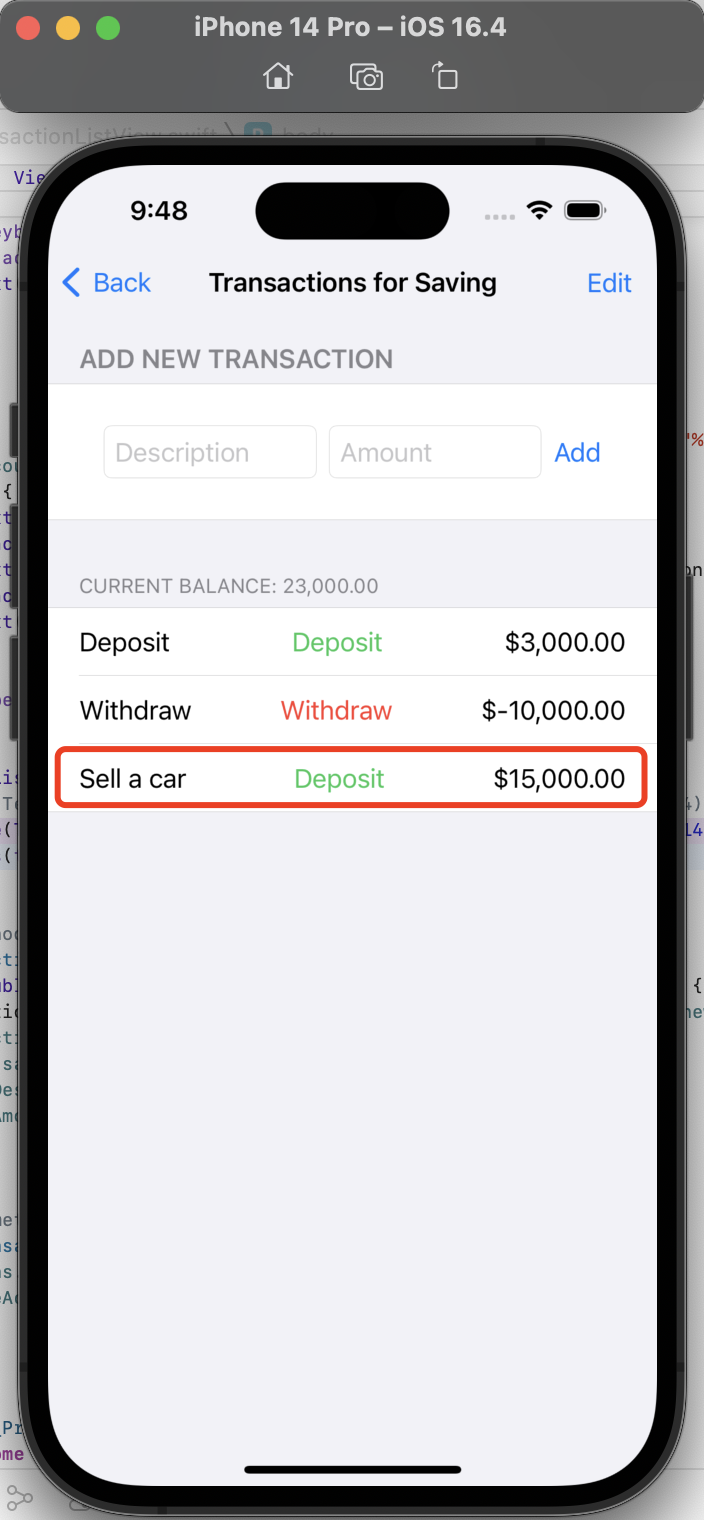 iPhone 14 Pro – iOS 16.4
9:48
Back Transactions for Saving Edit
ADD NEW TRANSACTION
Description Amount Add
CURRENT BALANCE: 23,000.00
Deposit Deposit $3,000.00
Withdraw Withdraw $-10,000.00
Sell a car Deposit $15,000.00